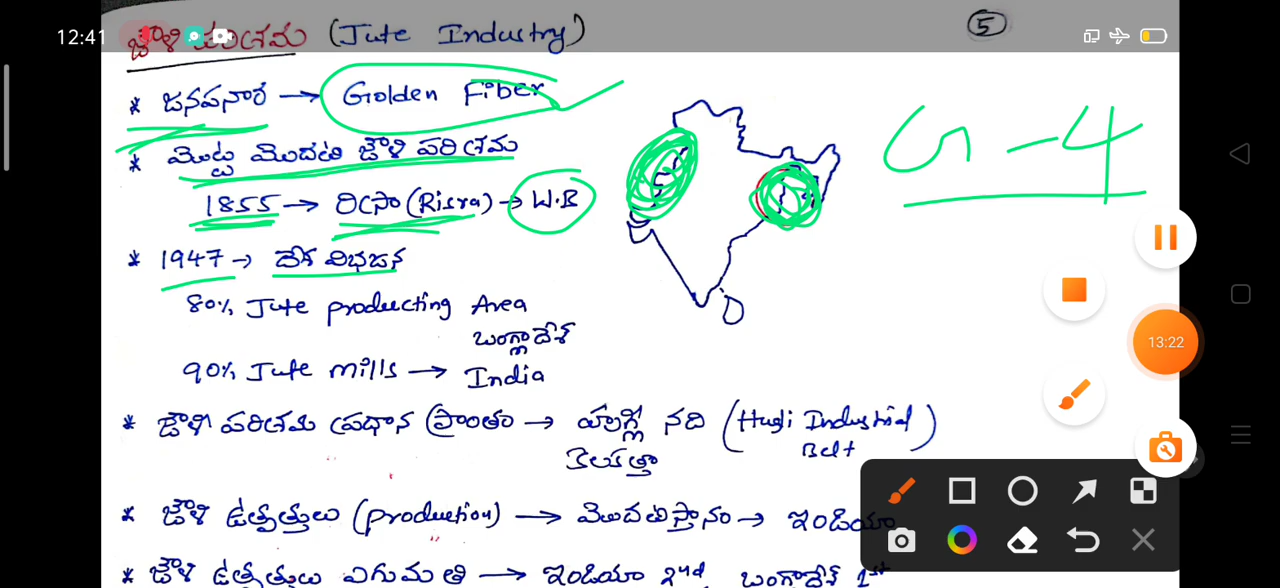 12:41
జౌళి పరిశ్రమ (Jute Industry)
5
* జనపనార → Golden Fiber
* మొట్ట మొదటి జౌళి పరిశ్రమ
1855 → రిస్రా (Risra) → W.B
G-4
* 1947 → దేశ విభజన
80% Jute producting Area
బంగ్లాదేశ్
90% Jute mills → India
13:22
* జౌళి పరిశ్రమ ప్రధాన ప్రాంతం → హుగ్లీ నది (Hugli Industrial Belt)
కలకత్తా
* జౌళి ఉత్పత్తులు (production) → మొదటిస్థానం → ఇండియా
* జౌళి ఉత్పత్తులు ఎగుమతి → ఇండియా 2nd బంగాదేశ్ 1st